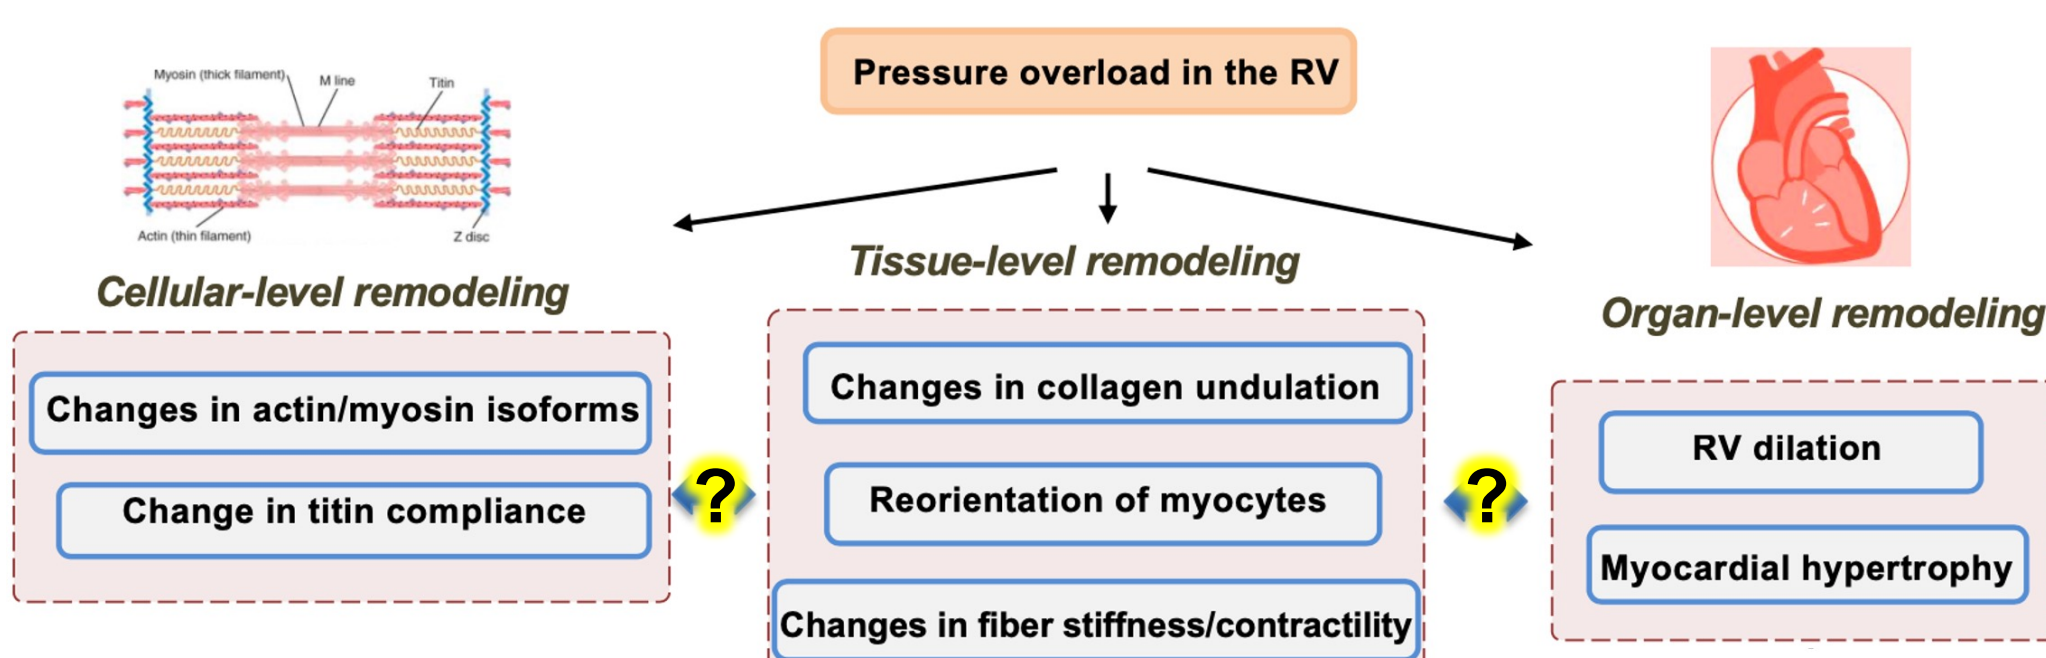 Pressure overload in the RV
Myosin (thick filament)
M line
Titin
Actin (thin filament)
Z disc
Cellular-level remodeling
Changes in actin/myosin isoforms
Change in titin compliance
?
Tissue-level remodeling
Changes in collagen undulation
Reorientation of myocytes
Changes in fiber stiffness/contractility
?
Organ-level remodeling
RV dilation
Myocardial hypertrophy